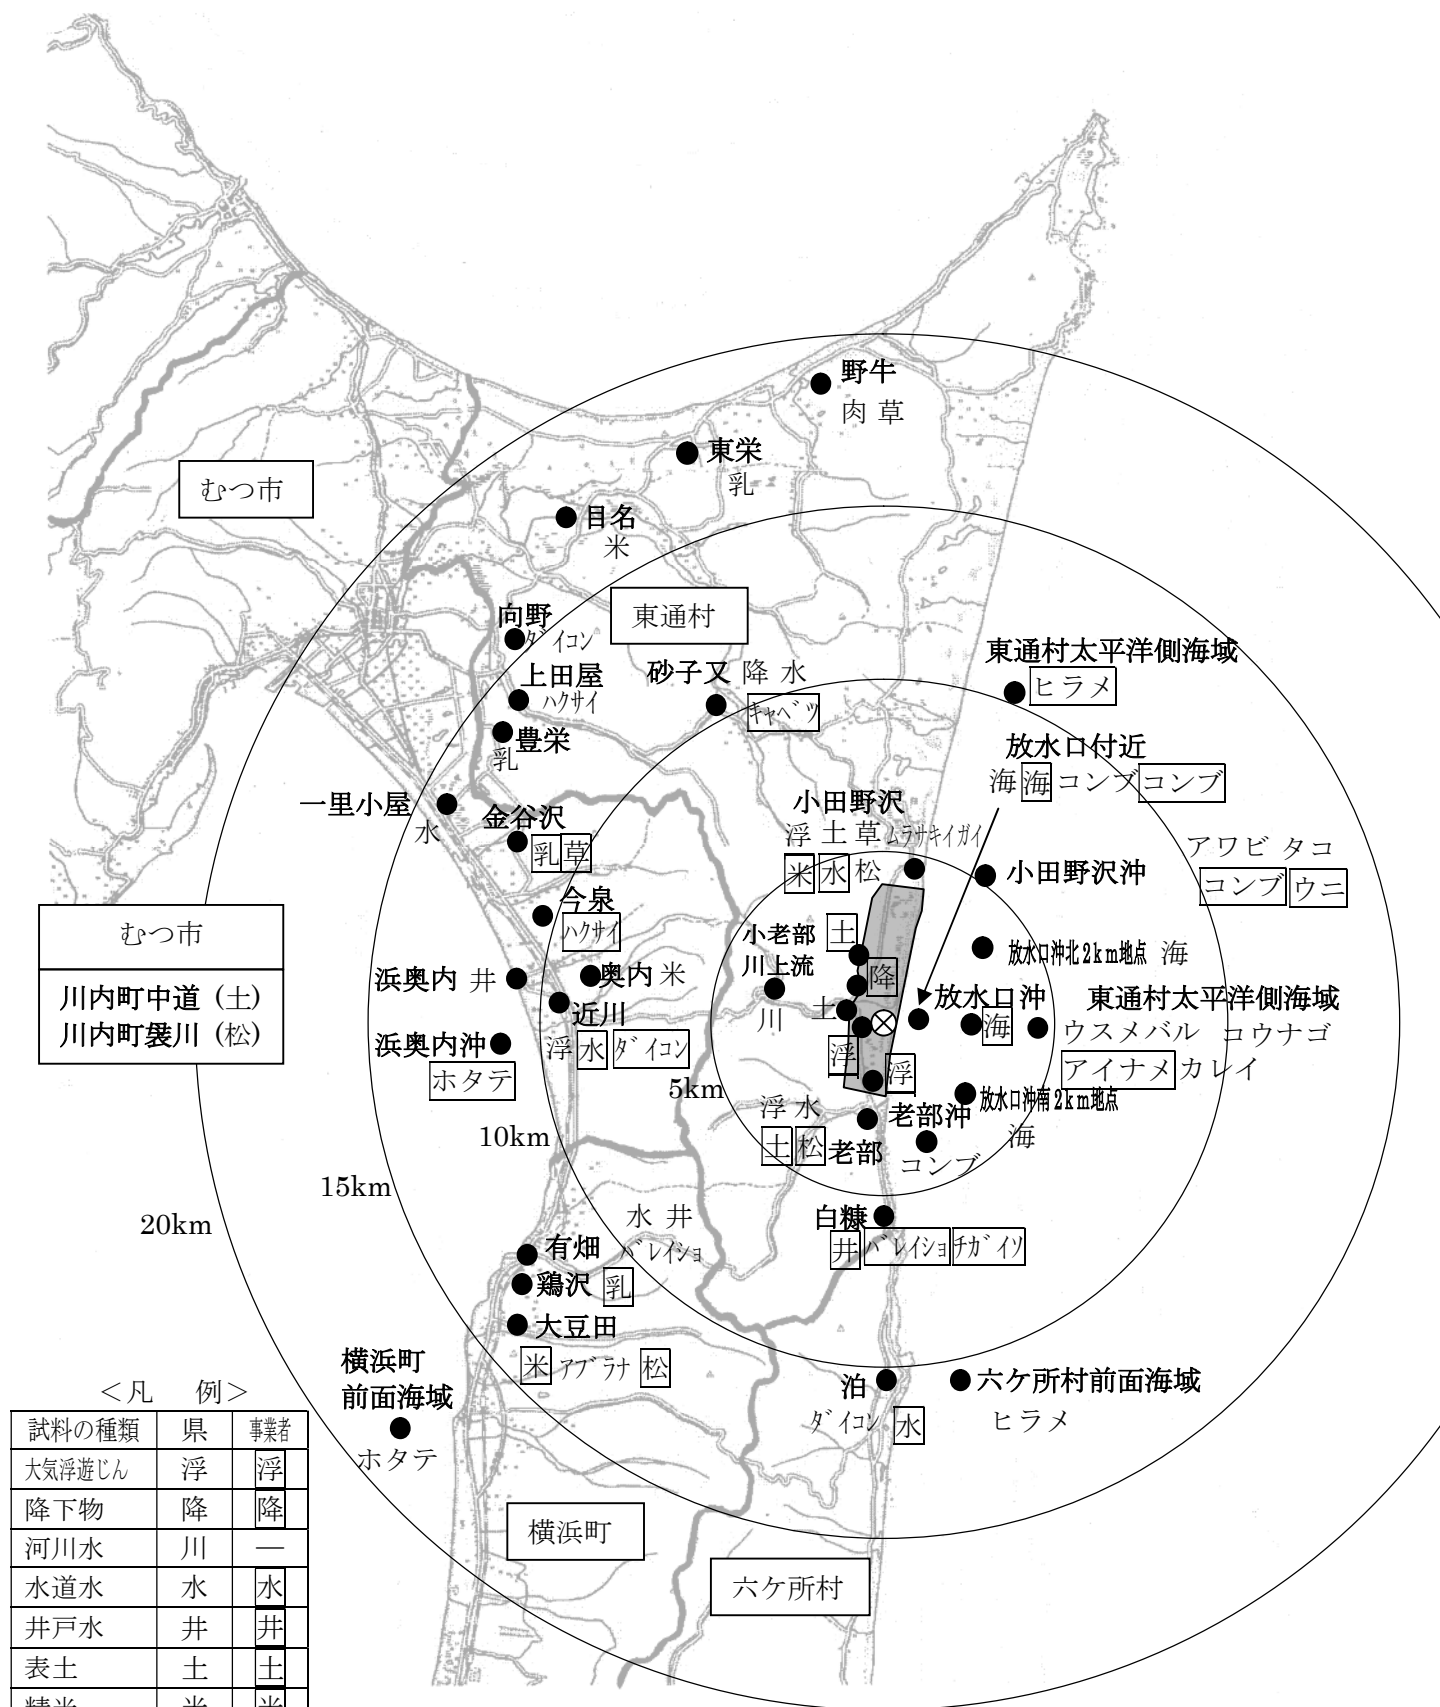 野牛
肉 草
東栄
乳
むつ市
目名
米
東通村
向野
ダイコン
上田屋
ハクサイ
砂子又 降 水
キャベツ
豊栄
乳
東通村太平洋側海域
ヒラメ
放水口付近
海 海 コンブ コンブ
一里小屋
水
金谷沢
乳 草
小田野沢
浮 土 草 ムラサキイガイ
米 水 松
小田野沢沖
アワビ タコ
コンブ ウニ
今泉
ハクサイ
むつ市
川内町中道 (土)
川内町袰川 (松)
小老部
川上流
川
土
降
土
浮
浮
浜奥内 井
奥内 米
近川
浮 水 ダイコン
浜奥内沖
ホタテ
放水口沖北2km地点 海
放水口沖
海
東通村太平洋側海域
ウスメバル コウナゴ
アイナメ カレイ
放水口沖南2km地点
海
5km
10km
15km
20km
浮 水
土 松 老部
老部沖
コンブ
白糠
井 バレイショ チガイソ
水 井
バレイショ
有畑
鶏沢 乳
大豆田
米 アブラナ 松
横浜町
前面海域
ホタテ
泊
ダイコン 水
六ケ所村前面海域
ヒラメ
横浜町
六ケ所村
<凡 例>
試料の種類 県 事業者
大気浮遊じん 浮 浮
降下物 降 降
河川水 川 ―
水道水 水 水
井戸水 井 井
表土 土 土
精米 米 米